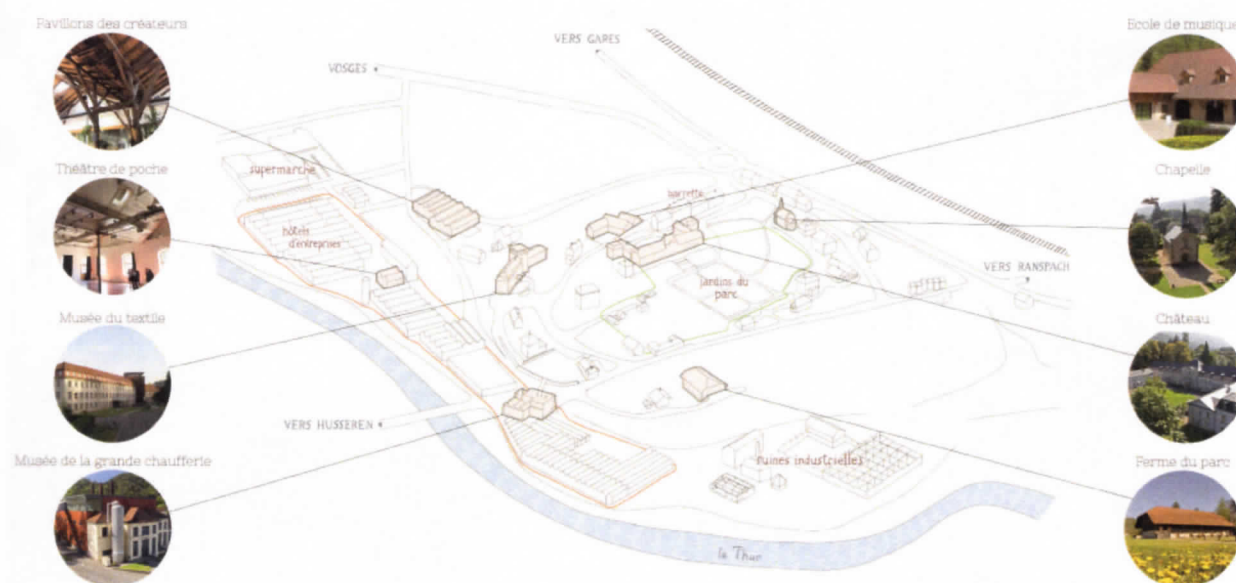 Pavillons des créateurs
Théâtre de poche
Musée du textile
Musée de la grande chaufferie
VOSGES
VERS GARES
supermarché
hôtels
d'entreprises
navette
jardins du
parc
VERS RANSPACH
VERS HUSSEREN
ruines industrielles
la Thur
Ecole de musique
Chapelle
Château
Ferme du parc